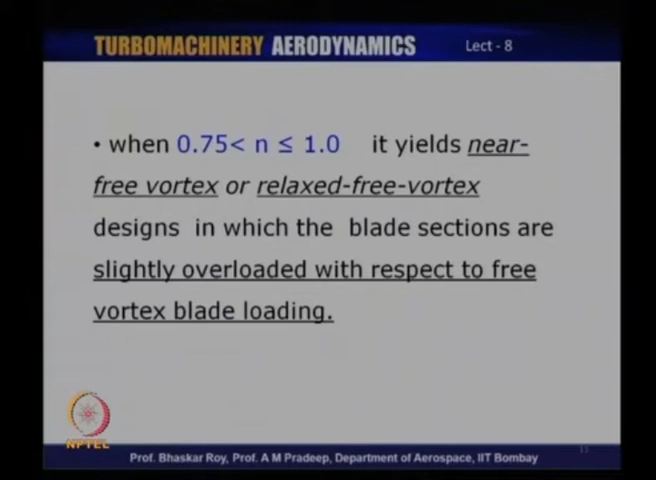 TURBOMACHINERY AERODYNAMICS Lect - 8
• when 0.75< n ≤ 1.0 it yields near-
free vortex or relaxed-free-vortex
designs in which the blade sections are
slightly overloaded with respect to free
vortex blade loading.
NPTEL
Prof. Bhaskar Roy, Prof. A M Pradeep, Department of Aerospace, IIT Bombay